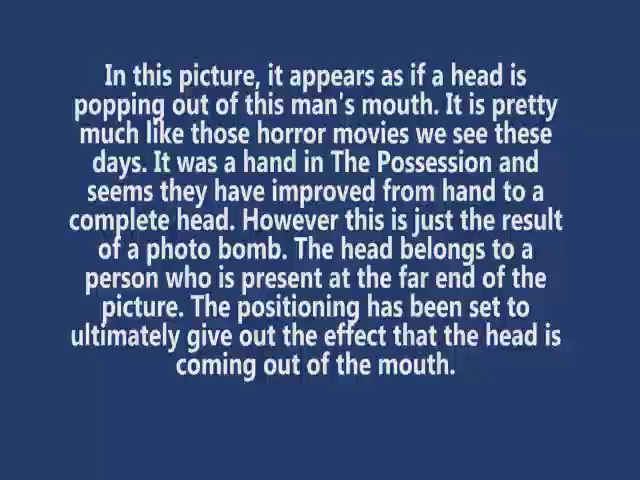 In this picture, it appears as if a head is
popping out of this man's mouth. It is pretty
much like those horror movies we see these
days. It was a hand in The Possession and
seems they have improved from hand to a
complete head. However this is just the result
of a photo bomb. The head belongs to a
person who is present at the far end of the
picture. The positioning has been set to
ultimately give out the effect that the head is
coming out of the mouth.